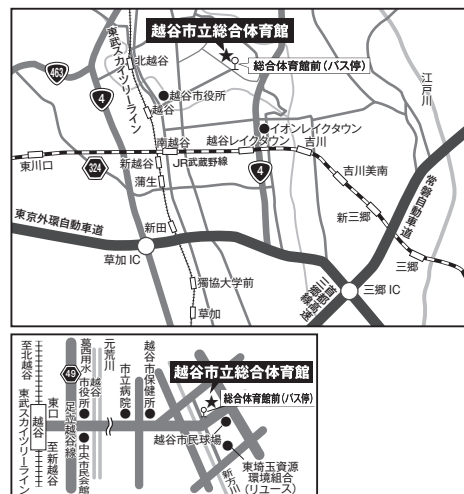 越谷市立総合体育館
総合体育館前(バス停)
東武スカイツリーライン
北越谷
463
4
越谷市役所
越谷
江戸川
イオンレイクタウン
南越谷
越谷レイクタウン
吉川
東川口
324
新越谷
JR武蔵野線
4
吉川美南
蒲生
常磐自動車道
東京外環自動車道
新田
新三郷
草加IC
三郷
獨協大学前
首都高速
三郷線
三郷IC
草加
至北越谷
東武スカイツリーライン
越谷
東口
至新越谷
49
足立越谷線
葛西用水
越谷
市役所
中央市民会館
元荒川
市立病院
越谷市保健所
越谷市立総合体育館
総合体育館前(バス停)
越谷市民球場
新方川
東埼玉資源
環境組合
(リユース)